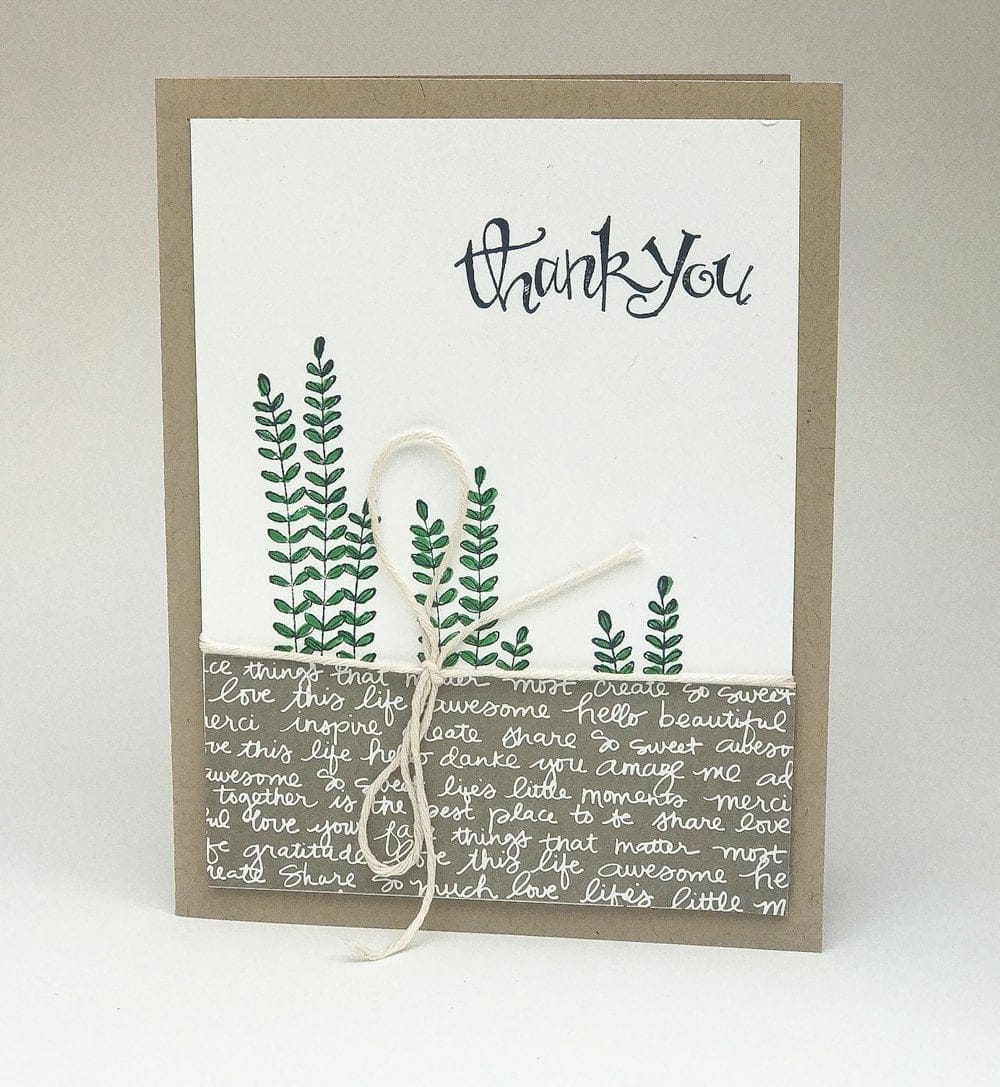 thank you
things that matter most create so sweet
love this life awesome hello beautiful
merci inspire create share so sweet
this life hello danke you amaze me
awesome so sweet life's little moments merci
together is the best place to be share love
love you things that matter most
gratitude love this life awesome
create share so much love life's little